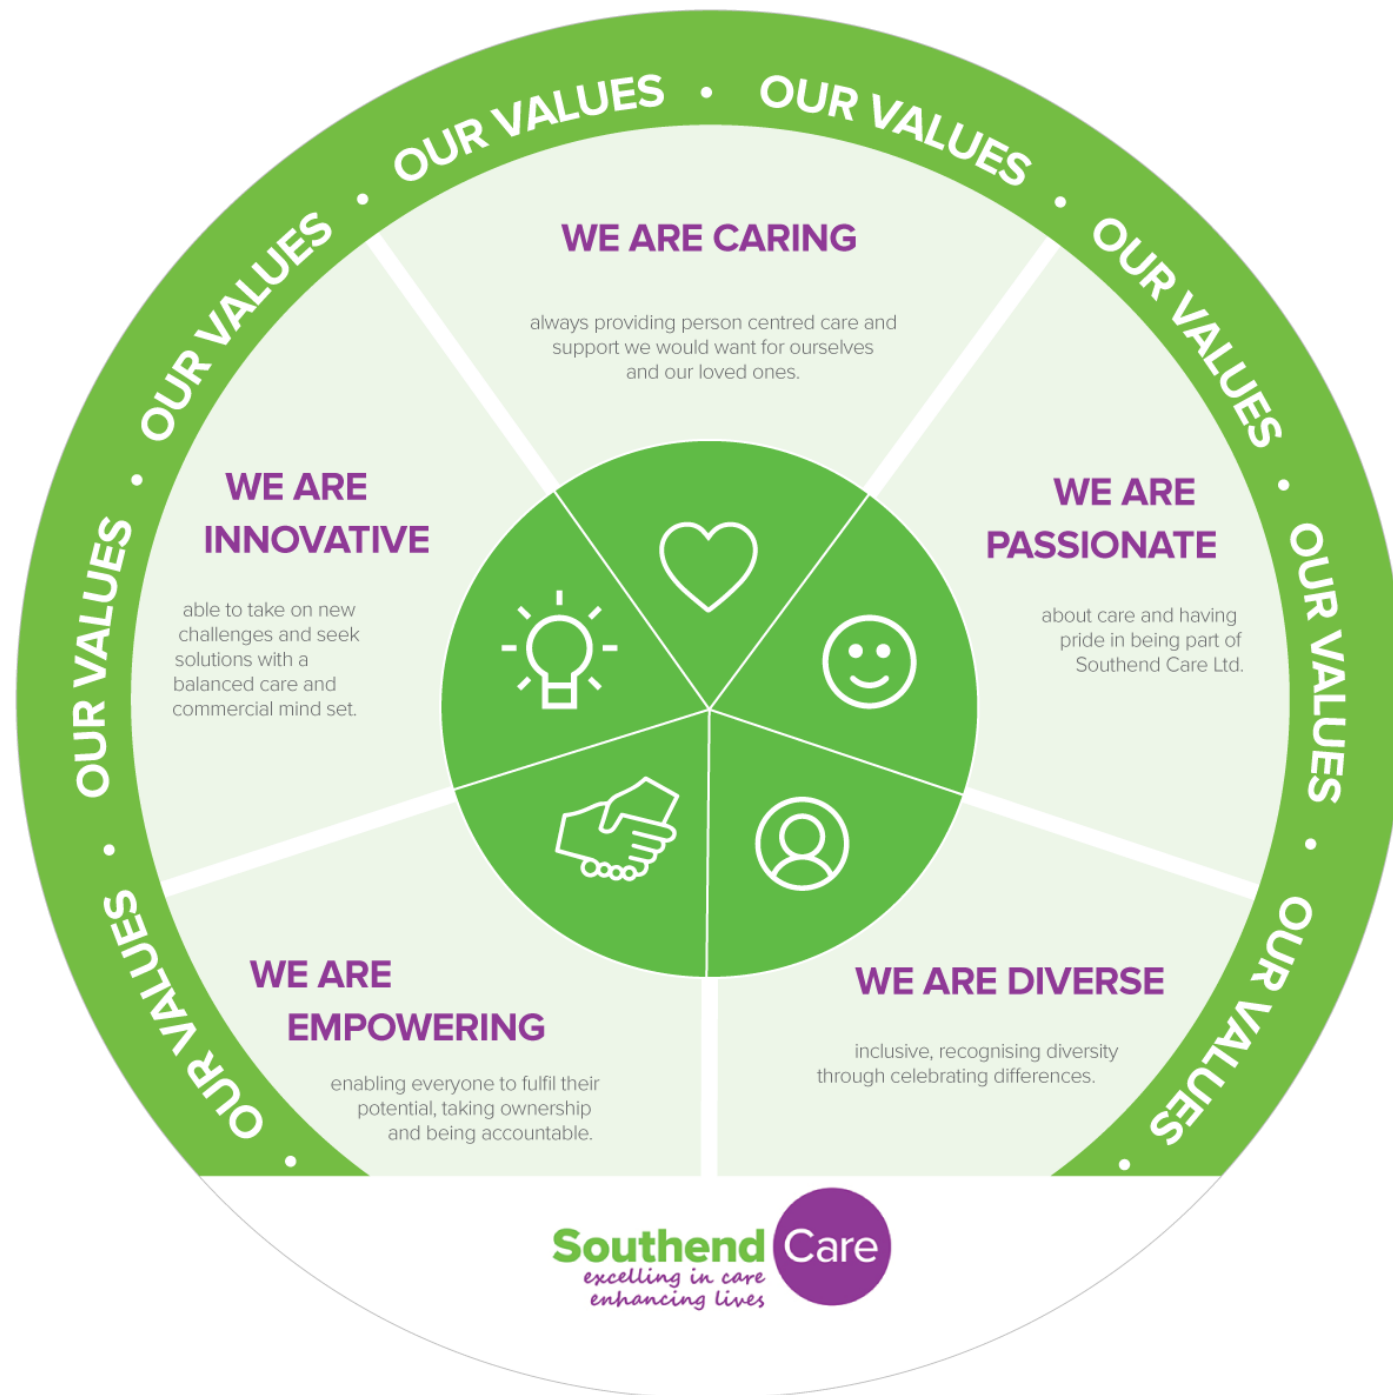 OUR VALUES • OUR VALUES • OUR VALUES • OUR VALUES • OUR VALUES • OUR VALUES • OUR VALUES • OUR VALUES •
WE ARE CARING
always providing person centred care and
support we would want for ourselves
and our loved ones.
WE ARE
PASSIONATE
about care and having
pride in being part of
Southend Care Ltd.
WE ARE DIVERSE
inclusive, recognising diversity
through celebrating differences.
WE ARE
EMPOWERING
enabling everyone to fulfil their
potential, taking ownership
and being accountable.
WE ARE
INNOVATIVE
able to take on new
challenges and seek
solutions with a
balanced care and
commercial mind set.
Southend Care
excelling in care
enhancing lives